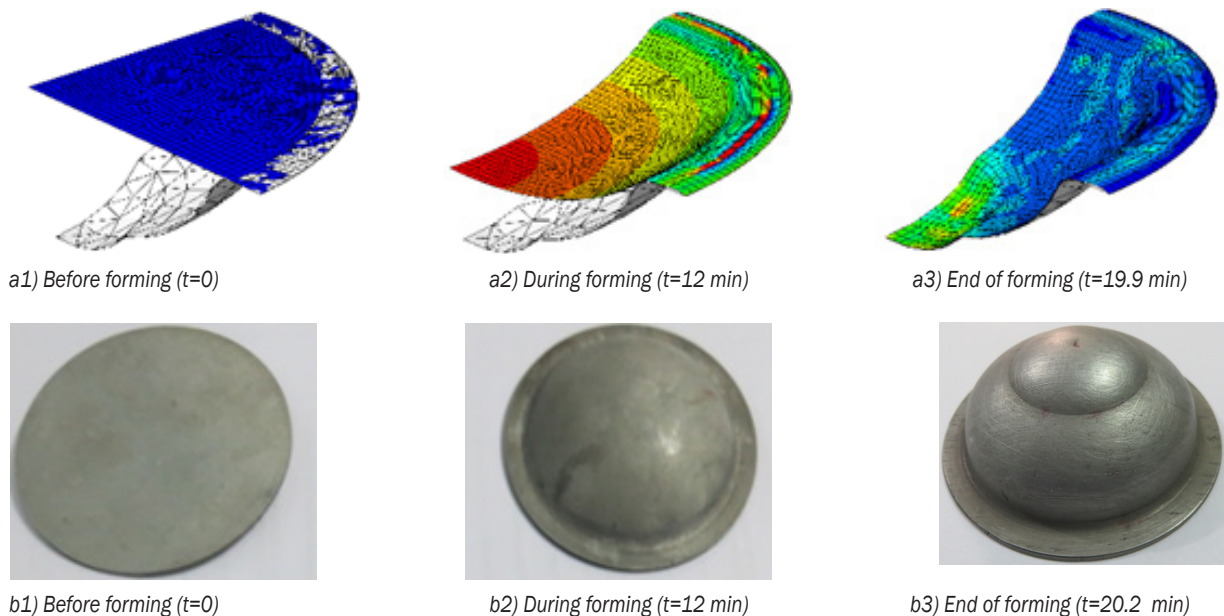 a1) Before forming (t=0)
a2) During forming (t=12 min)
a3) End of forming (t=19.9 min)
b1) Before forming (t=0)
b2) During forming (t=12 min)
b3) End of forming (t=20.2 min)